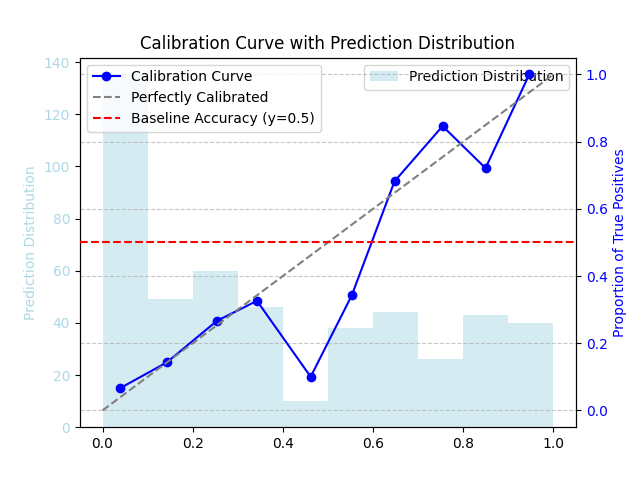 Calibration Curve with Prediction Distribution
Calibration Curve
Perfectly Calibrated
Baseline Accuracy (y=0.5)
Prediction Distribution
Prediction Distribution
140
120
100
80
60
40
20
0
1.0
0.8
0.6
0.4
0.2
0.0
Proportion of True Positives
0.0 0.2 0.4 0.6 0.8 1.0